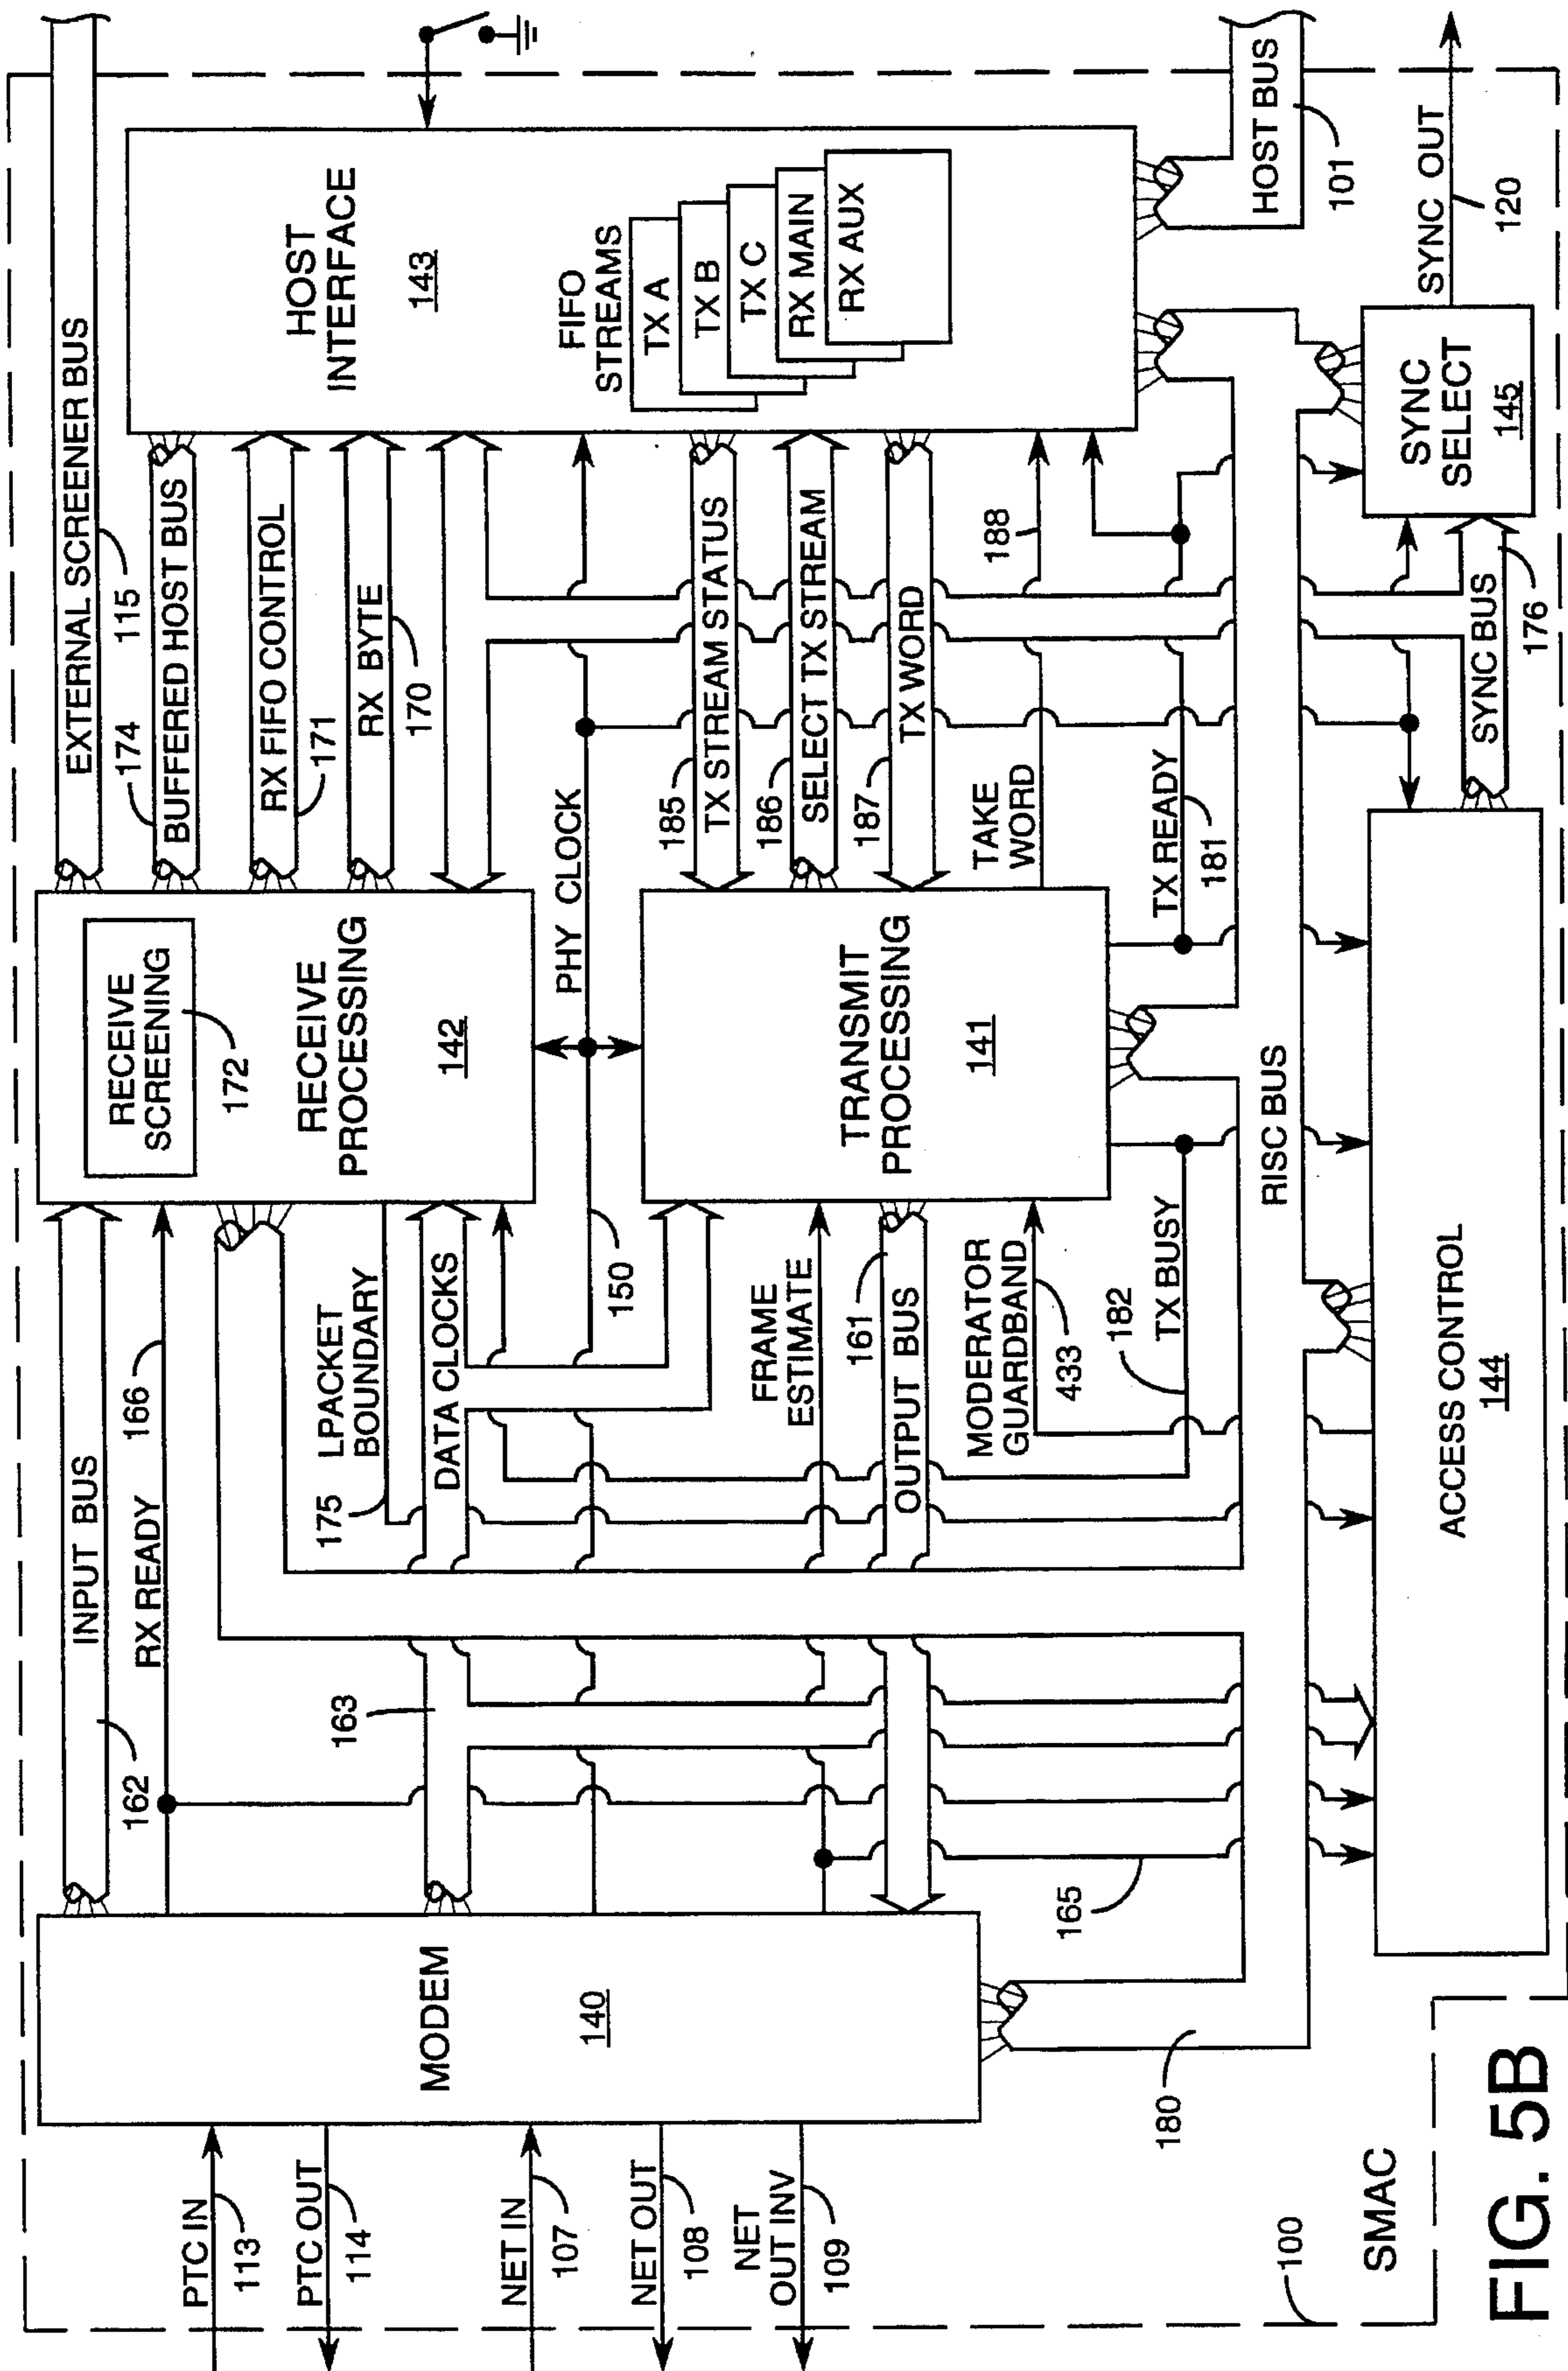 EXTERNAL SCREENER BUS
115
174
BUFFERED HOST BUS
RX FIFO CONTROL
171
RX BYTE
170
HOST
INTERFACE
143
FIFO
STREAMS
TX A
TX B
TX C
RX MAIN
RX AUX
HOST BUS
101
SYNC OUT
120
SYNC
SELECT
145
SYNC BUS
176
RECEIVE
SCREENING
172
RECEIVE
PROCESSING
142
PHY CLOCK
150
185
TX STREAM STATUS
186
SELECT TX STREAM
187
TX WORD
188
TAKE
WORD
TX READY
181
TRANSMIT
PROCESSING
141
RISC BUS
INPUT BUS
162
RX READY
166
LPACKET
BOUNDARY
175
DATA CLOCKS
163
FRAME
ESTIMATE
161
OUTPUT BUS
MODERATOR
GUARDBAND
433
TX BUSY
182
165
ACCESS CONTROL
144
MODEM
140
180
PTC IN
113
PTC OUT
114
NET IN
107
NET OUT
108
NET
OUT INV
109
100
SMAC
FIG. 5B